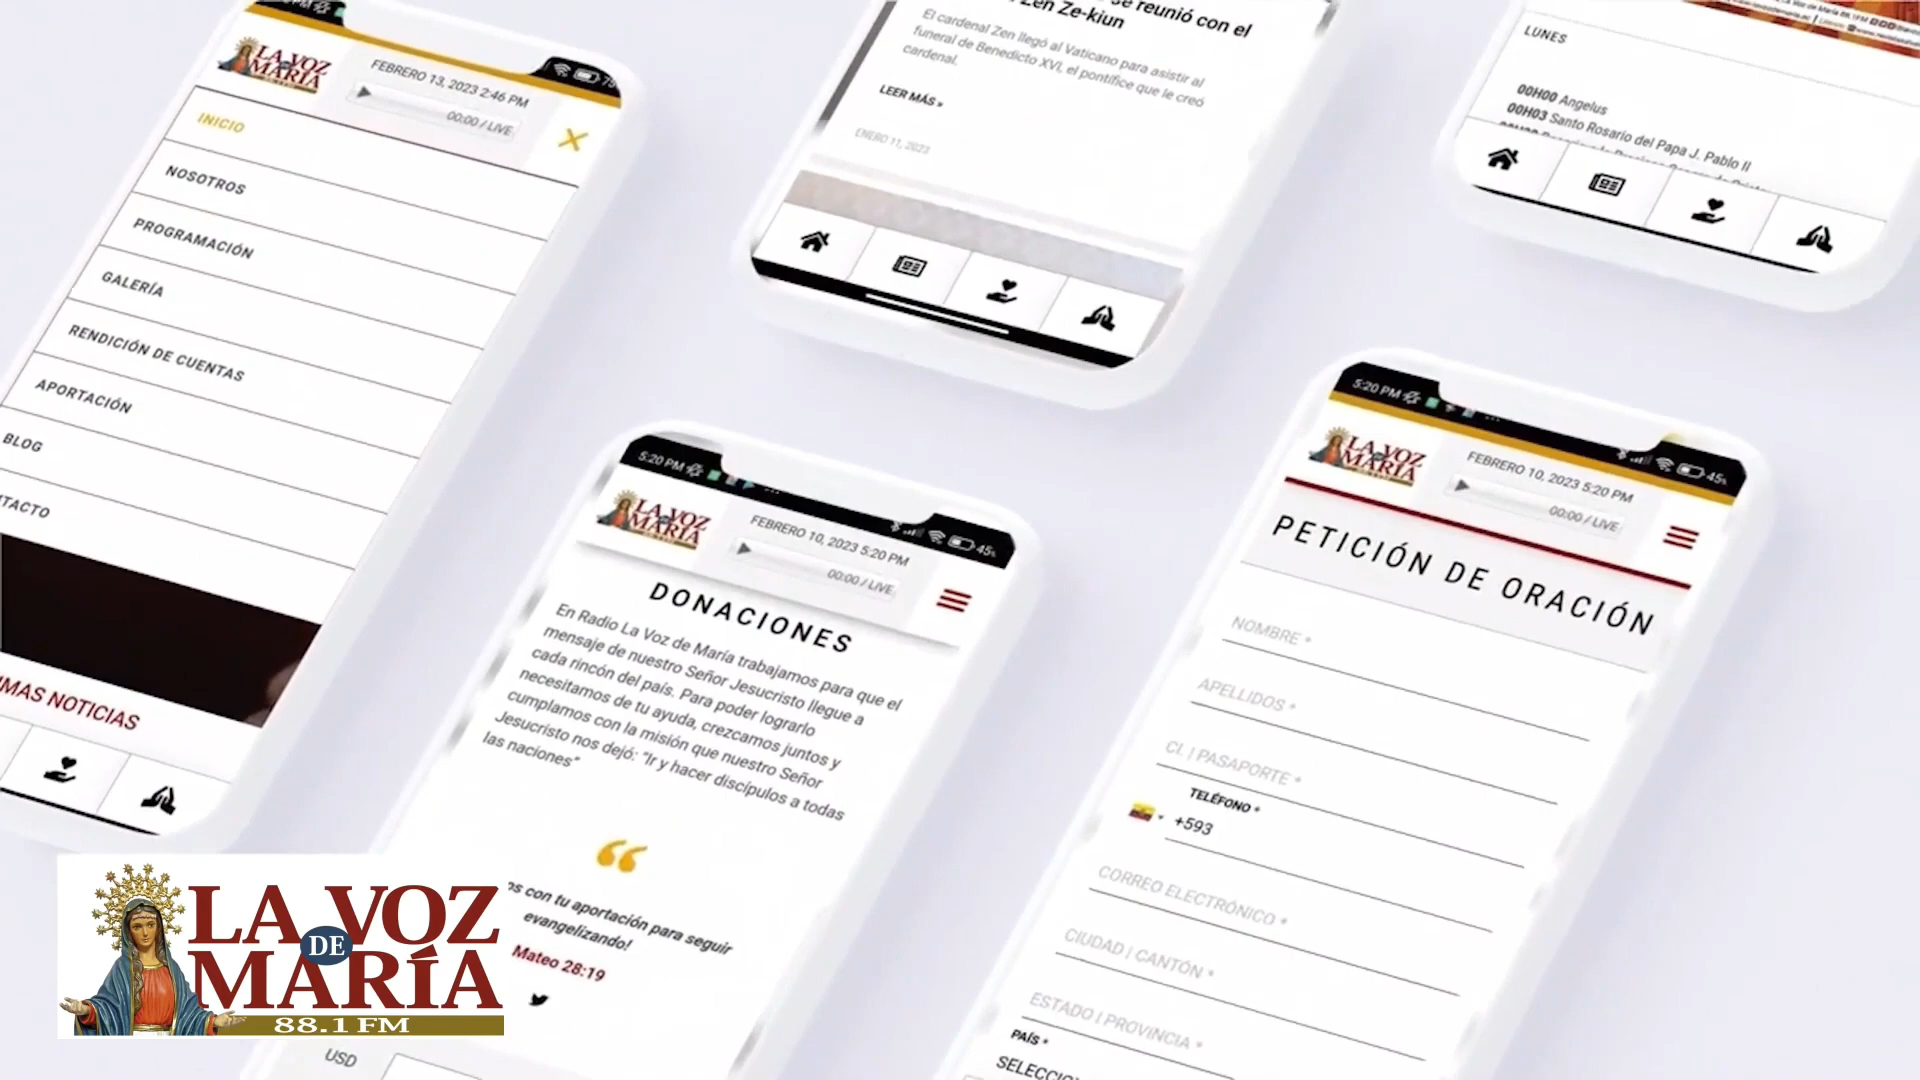 LA VOZ
DE
MARÍA
FEBRERO 13, 2023 2:46 PM
00:00 / LIVE
INICIO
NOSOTROS
PROGRAMACIÓN
GALERÍA
RENDICIÓN DE CUENTAS
APORTACIÓN
BLOG
TACTO
MAS NOTICIAS
se reunió con el
Zen Ze-kiun
El cardenal Zen llegó al Vaticano para asistir al
funeral de Benedicto XVI, el pontífice que le creó
cardenal.
LEER MÁS »
ENERO 11, 2023
LUNES
00H00 Angelus
00H03 Santo Rosario del Papa J. Pablo II
5:20 PM
45%
LA VOZ
DE
MARÍA
FEBRERO 10, 2023 5:20 PM
00:00 / LIVE
DONACIONES
En Radio La Voz de María trabajamos para que el
mensaje de nuestro Señor Jesucristo llegue a
cada rincón del país. Para poder lograrlo
necesitamos de tu ayuda, crezcamos juntos y
cumplamos con la misión que nuestro Señor
Jesucristo nos dejó: “Ir y hacer discípulos a todas
las naciones”
“
os con tu aportación para seguir
evangelizando!
Mateo 28:19
USD
5:20 PM
45%
LA VOZ
DE
MARÍA
FEBRERO 10, 2023 5:20 PM
00:00 / LIVE
PETICIÓN DE ORACIÓN
NOMBRE *
APELLIDOS *
CI. | PASAPORTE *
TELÉFONO *
+593
CORREO ELECTRÓNICO *
CIUDAD | CANTÓN *
ESTADO | PROVINCIA *
PAÍS *
SELECCI
LA VOZ
DE
MARÍA
88.1 FM